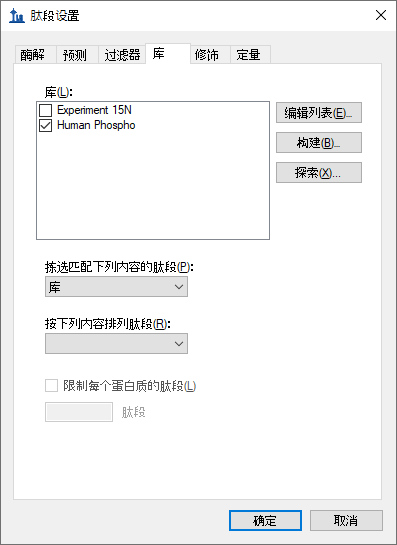 肽段设置
酶解 预测 过滤器 库 修饰 定量
库(L):
Experiment 15N
Human Phospho
编辑列表(E)...
构建(B)...
探索(X)...
拣选匹配下列内容的肽段(P):
库
按下列内容排列肽段(R):
限制每个蛋白质的肽段(L)
肽段
确定 取消